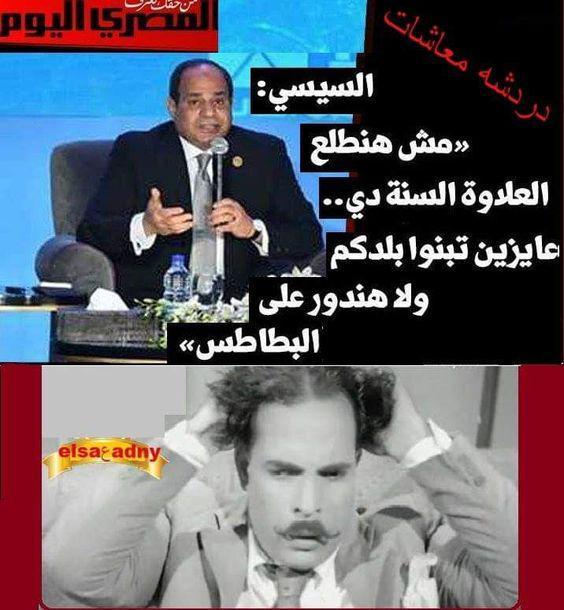 من حقك تعرف
المصري اليوم
دردشه معاشات
السيسي:
«مش هنطلع
العلاوة السنة دي..
عايزين تبنوا بلدكم
ولا هندور على
البطاطس»
elsaعadny